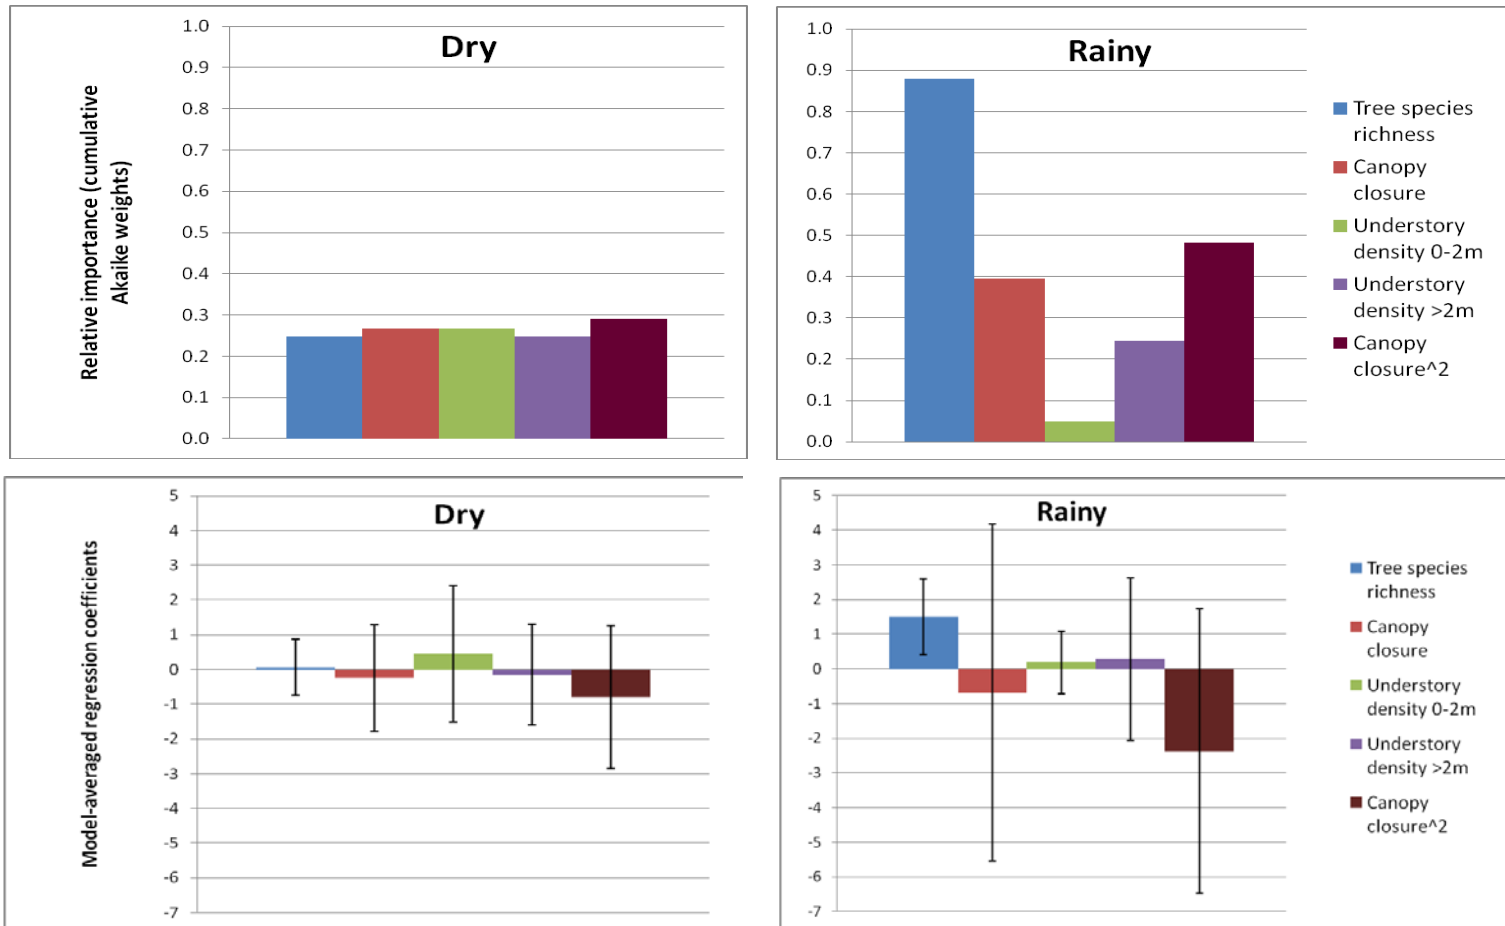 Dry
Relative importance (cumulative
Akaike weights)
1.0
0.9
0.8
0.7
0.6
0.5
0.4
0.3
0.2
0.1
0.0
Rainy
1.0
0.9
0.8
0.7
0.6
0.5
0.4
0.3
0.2
0.1
0.0
Tree species
richness
Canopy
closure
Understory
density 0-2m
Understory
density >2m
Canopy
closure^2
Dry
Model-averaged regression coefficients
5
4
3
2
1
0
-1
-2
-3
-4
-5
-6
-7
Rainy
5
4
3
2
1
0
-1
-2
-3
-4
-5
-6
-7
Tree species
richness
Canopy
closure
Understory
density 0-2m
Understory
density >2m
Canopy
closure^2